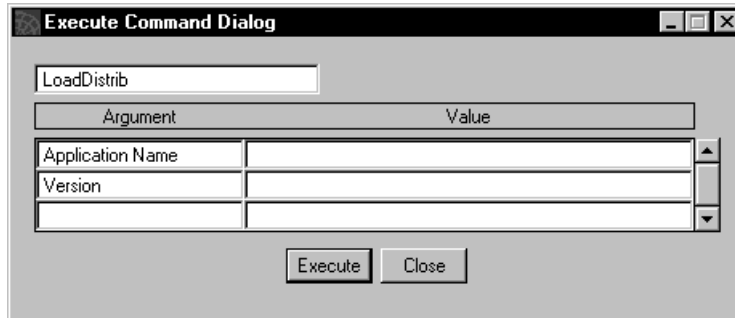 Execute Command Dialog
LoadDistrib
Argument Value
Application Name
Version
Execute Close